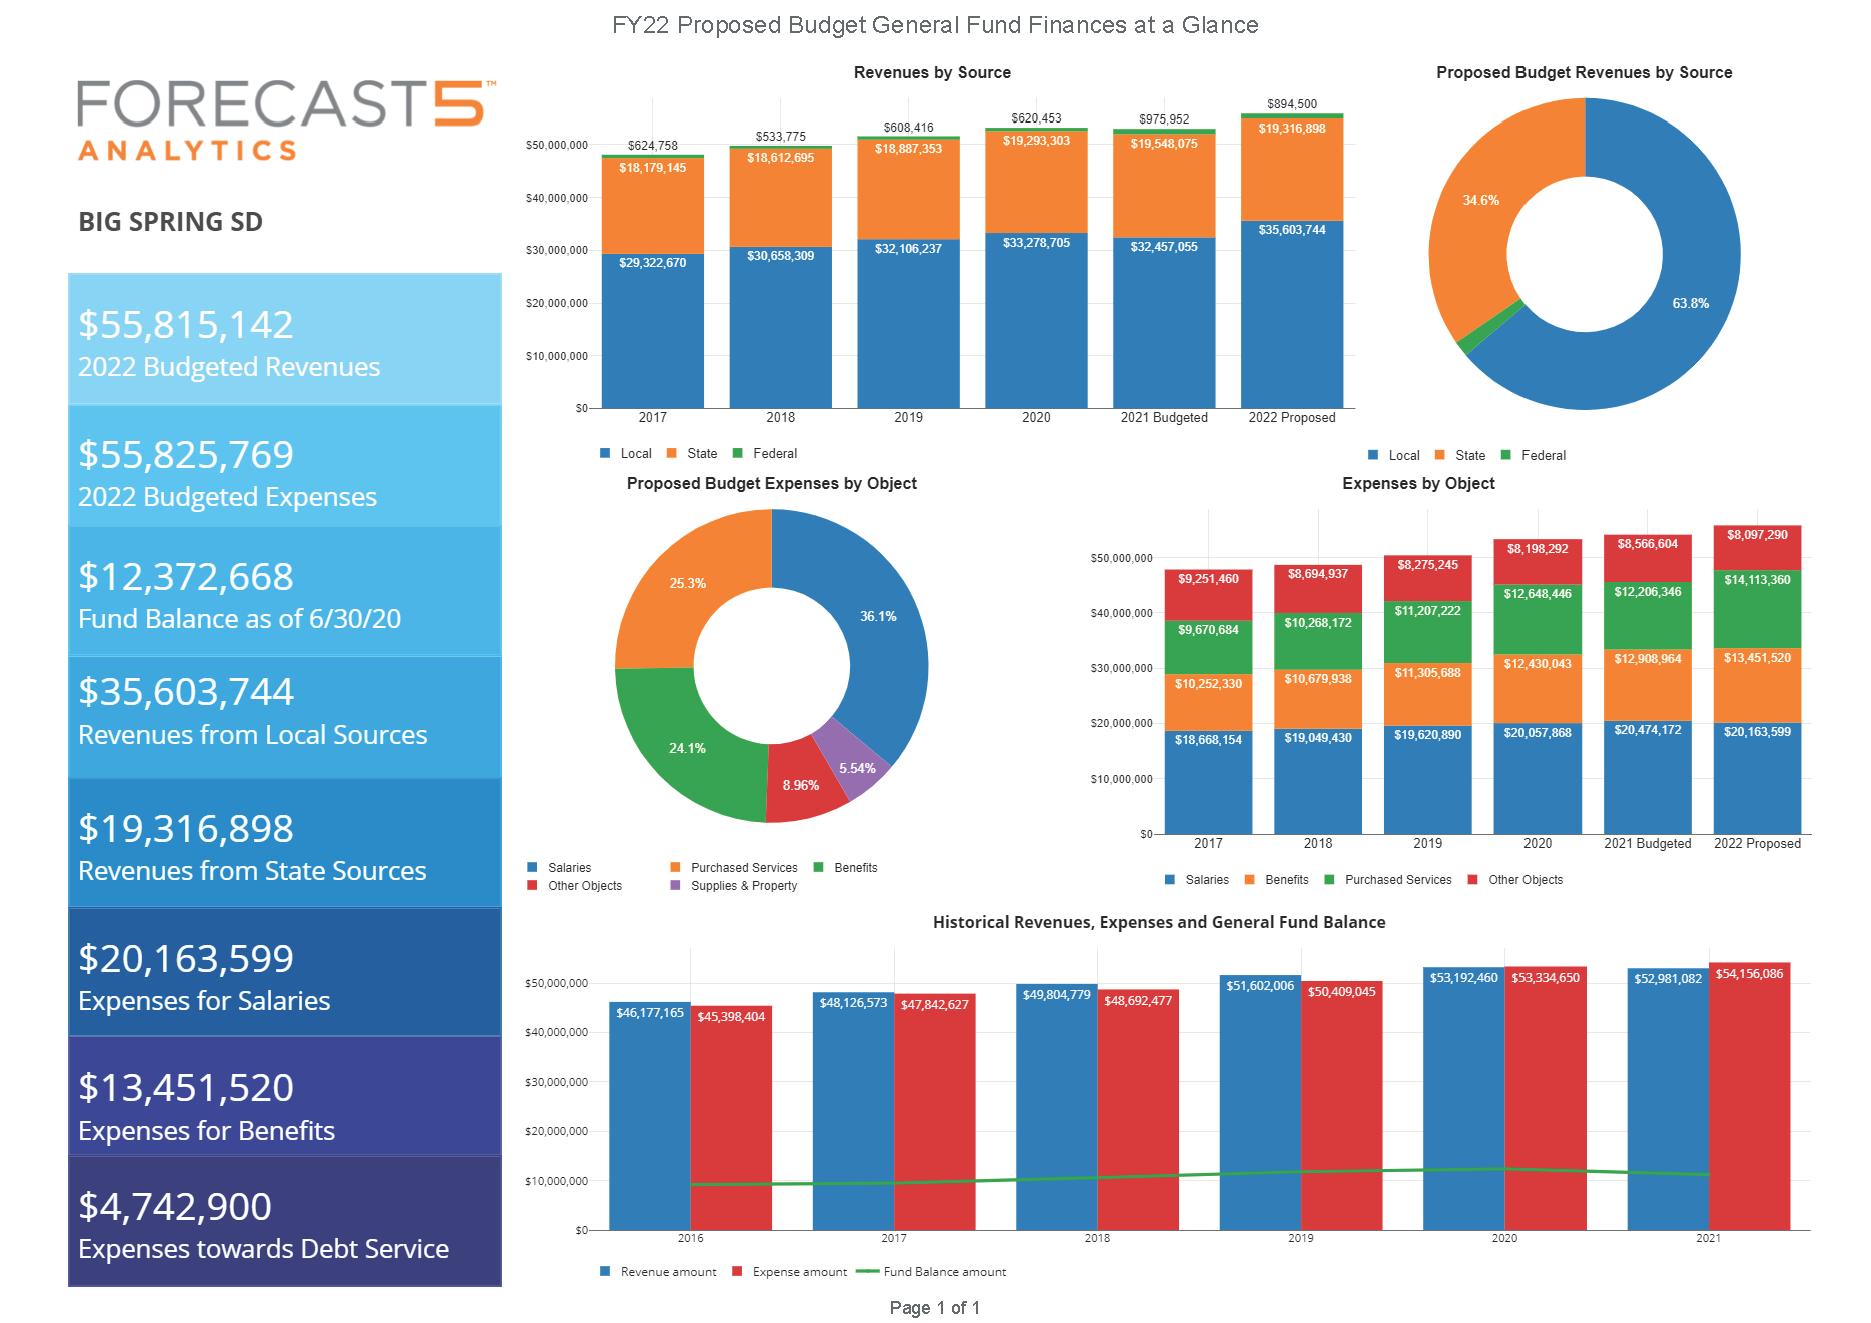 FY22 Proposed Budget General Fund Finances at a Glance
FORECAST5™
ANALYTICS
BIG SPRING SD
$55,815,142
2022 Budgeted Revenues
$55,825,769
2022 Budgeted Expenses
$12,372,668
Fund Balance as of 6/30/20
$35,603,744
Revenues from Local Sources
$19,316,898
Revenues from State Sources
$20,163,599
Expenses for Salaries
$13,451,520
Expenses for Benefits
$4,742,900
Expenses towards Debt Service
Revenues by Source
$624,758 $533,775 $608,416 $620,453 $975,952 $894,500
$18,179,145 $18,612,695 $18,887,353 $19,293,303 $19,548,075 $19,316,898
$29,322,670 $30,658,309 $32,106,237 $33,278,705 $32,457,055 $35,603,744
$50,000,000
$40,000,000
$30,000,000
$20,000,000
$10,000,000
$0
2017 2018 2019 2020 2021 Budgeted 2022 Proposed
Local State Federal
Proposed Budget Revenues by Source
34.6%
63.8%
Local State Federal
Proposed Budget Expenses by Object
25.3%
36.1%
24.1%
5.54%
8.96%
Salaries Purchased Services Benefits
Other Objects Supplies & Property
Expenses by Object
$9,251,460 $8,694,937 $8,275,245 $8,198,292 $8,566,604 $8,097,290
$9,670,684 $10,268,172 $11,207,222 $12,648,446 $12,206,346 $14,113,360
$10,252,330 $10,679,938 $11,305,688 $12,430,043 $12,908,964 $13,451,520
$18,668,154 $19,049,430 $19,620,890 $20,057,868 $20,474,172 $20,163,599
$50,000,000
$40,000,000
$30,000,000
$20,000,000
$10,000,000
$0
2017 2018 2019 2020 2021 Budgeted 2022 Proposed
Salaries Benefits Purchased Services Other Objects
Historical Revenues, Expenses and General Fund Balance
$46,177,165 $45,398,404 $48,126,573 $47,842,627 $49,804,779 $48,692,477 $51,602,006 $50,409,045 $53,192,460 $53,334,650 $52,981,082 $54,156,086
$50,000,000
$40,000,000
$30,000,000
$20,000,000
$10,000,000
$0
2016 2017 2018 2019 2020 2021
Revenue amount Expense amount Fund Balance amount
Page 1 of 1